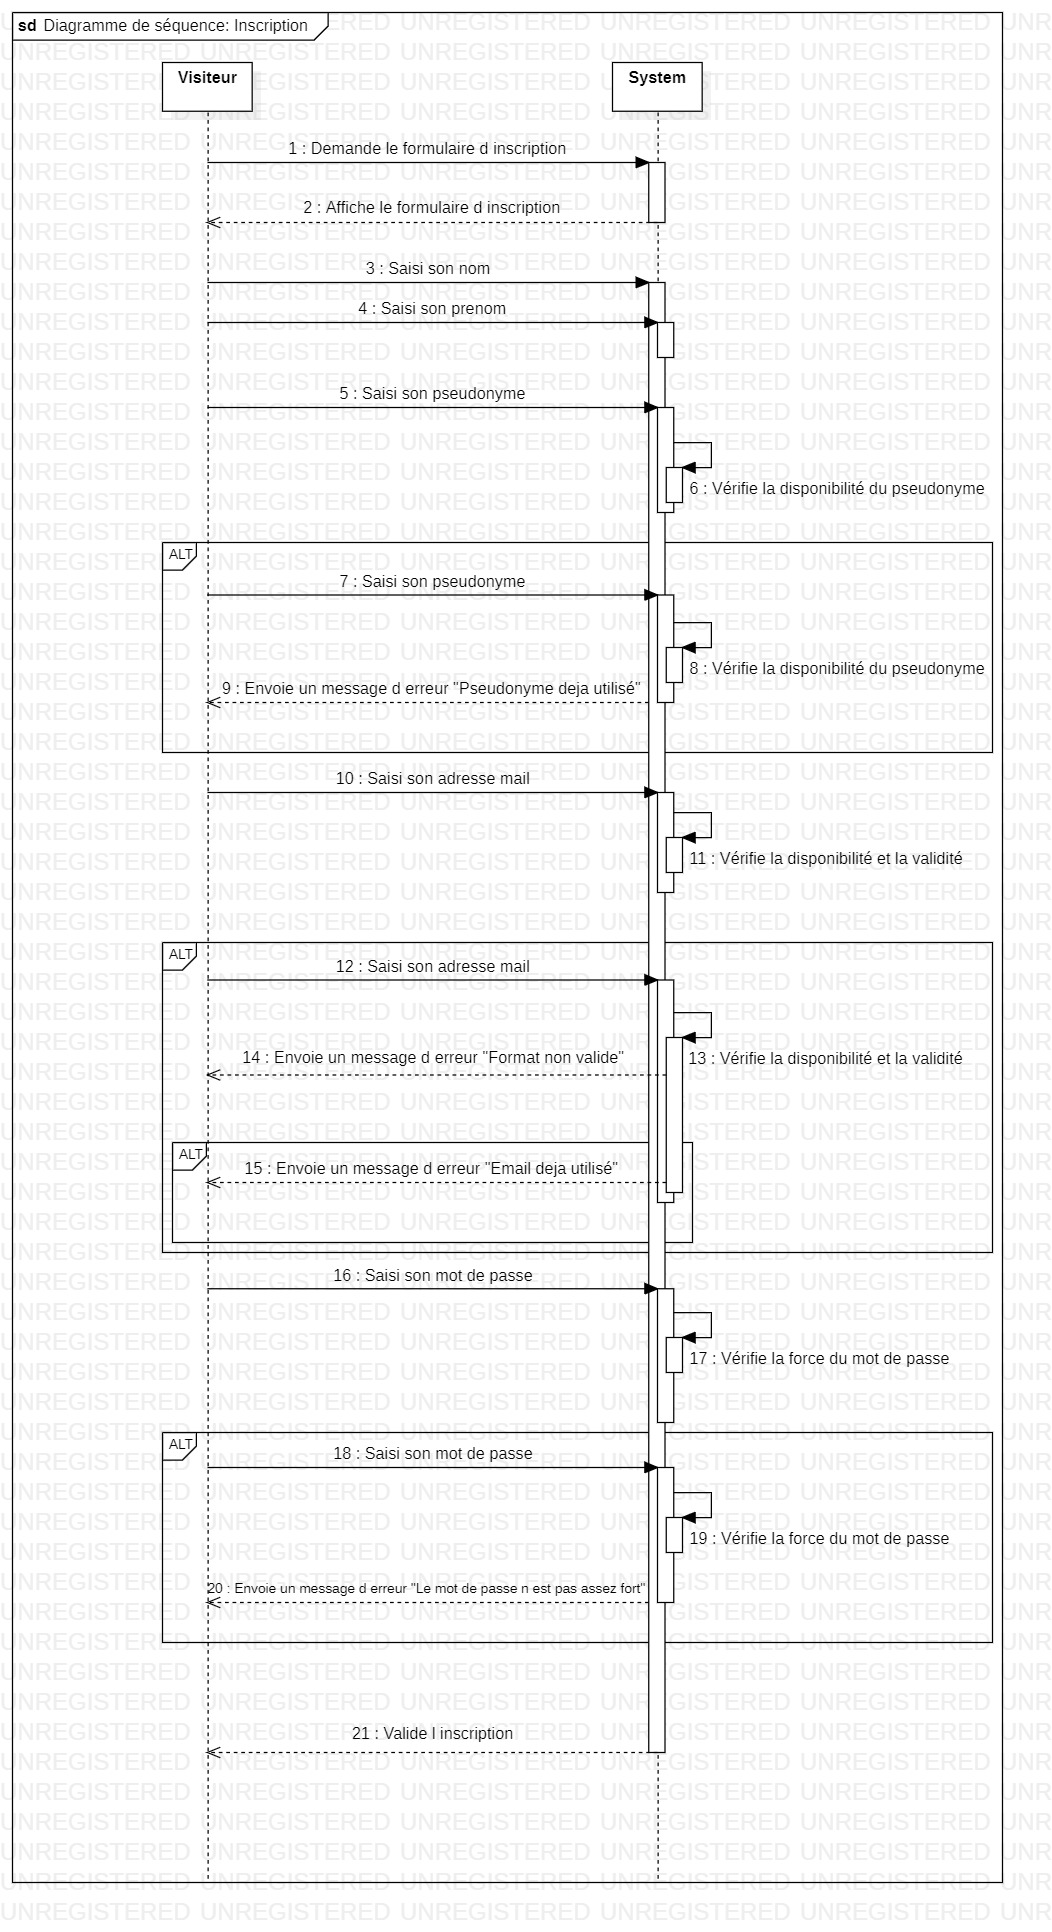 sd Diagramme de séquence: Inscription
Visiteur
System
1 : Demande le formulaire d inscription
2 : Affiche le formulaire d inscription
3 : Saisi son nom
4 : Saisi son prenom
5 : Saisi son pseudonyme
6 : Vérifie la disponibilité du pseudonyme
ALT
7 : Saisi son pseudonyme
8 : Vérifie la disponibilité du pseudonyme
9 : Envoie un message d erreur "Pseudonyme deja utilisé"
10 : Saisi son adresse mail
11 : Vérifie la disponibilité et la validité
ALT
12 : Saisi son adresse mail
14 : Envoie un message d erreur "Format non valide"
13 : Vérifie la disponibilité et la validité
ALT
15 : Envoie un message d erreur "Email deja utilisé"
16 : Saisi son mot de passe
17 : Vérifie la force du mot de passe
ALT
18 : Saisi son mot de passe
19 : Vérifie la force du mot de passe
20 : Envoie un message d erreur "Le mot de passe n est pas assez fort"
21 : Valide l inscription
UNREGISTERED